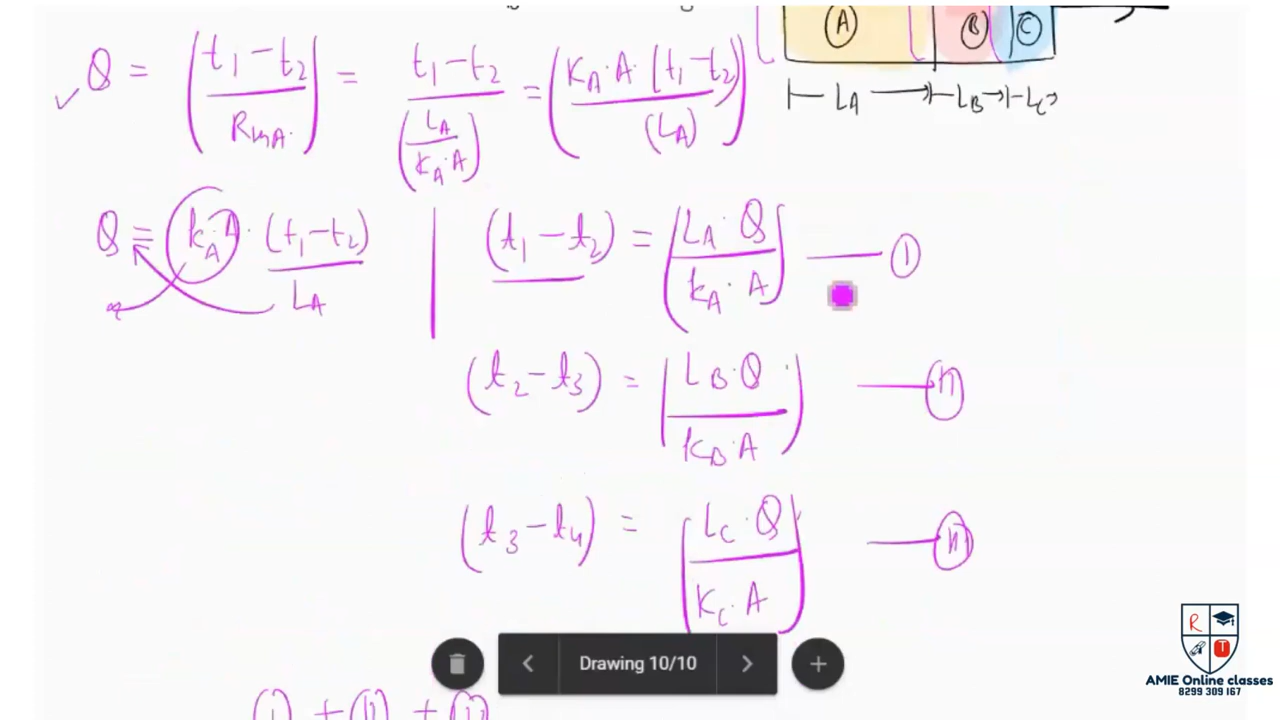 A B C
Q = (t₁ - t₂ / RthA) = t₁ - t₂ / (LA / KA·A) = (KA·A·(t₁ - t₂) / (LA))
LA LB LC
Q = KA·A·(t₁ - t₂) / LA
(t₁ - t₂) = (LA·Q / KA·A) — I
(t₂ - t₃) = (LB·Q / KB·A) — II
(t₃ - t₄) = (LC·Q / KC·A) — III
Drawing 10/10
I + II + III
R T
AMIE Online classes
8299 309 167